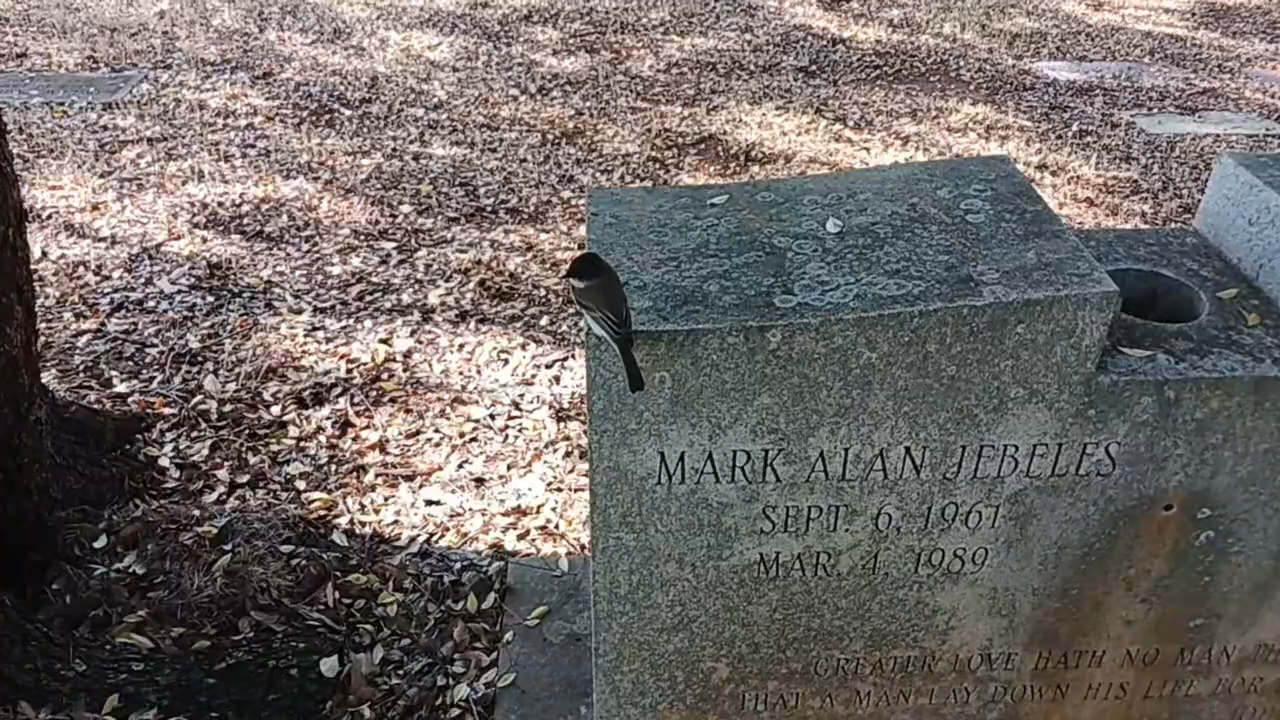 MARK ALAN JEBELES
SEPT. 6, 1961
MAR. 4, 1989
GREATER LOVE HATH NO MAN
THAT A MAN LAY DOWN HIS LIFE FOR